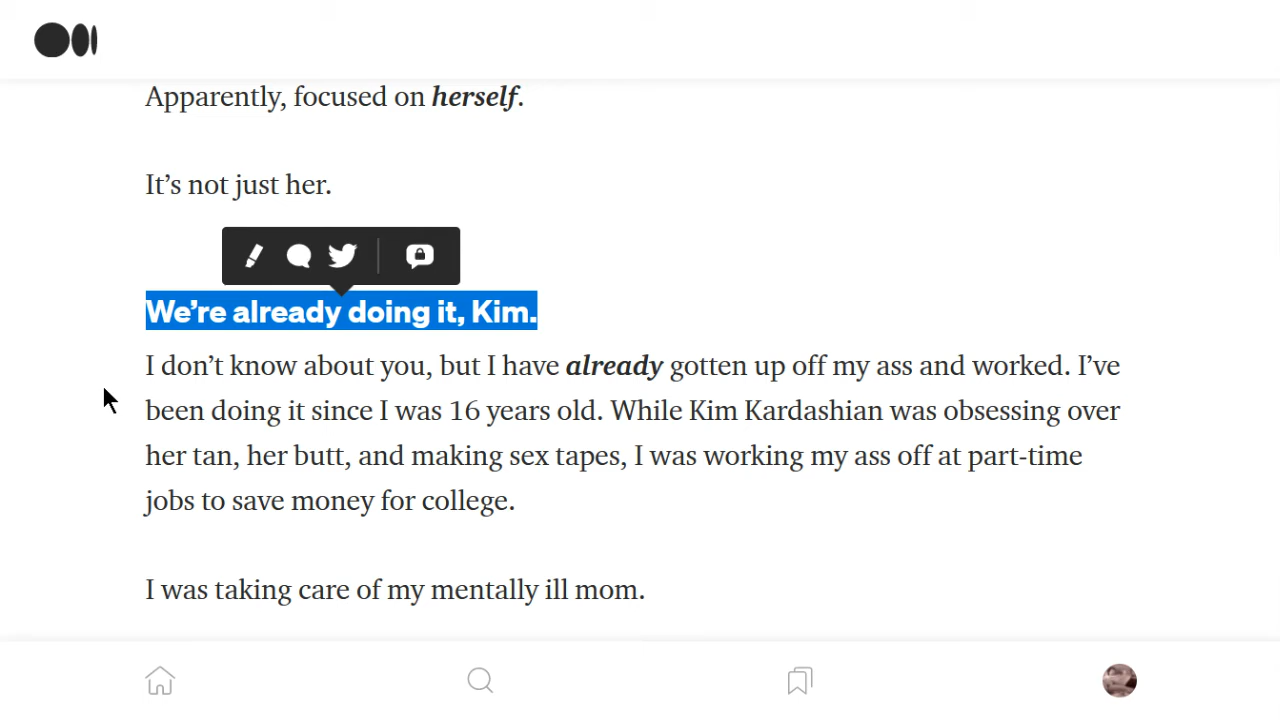 Apparently, focused on herself.
It’s not just her.
We’re already doing it, Kim.
I don’t know about you, but I have already gotten up off my ass and worked. I’ve
been doing it since I was 16 years old. While Kim Kardashian was obsessing over
her tan, her butt, and making sex tapes, I was working my ass off at part-time
jobs to save money for college.
I was taking care of my mentally ill mom.